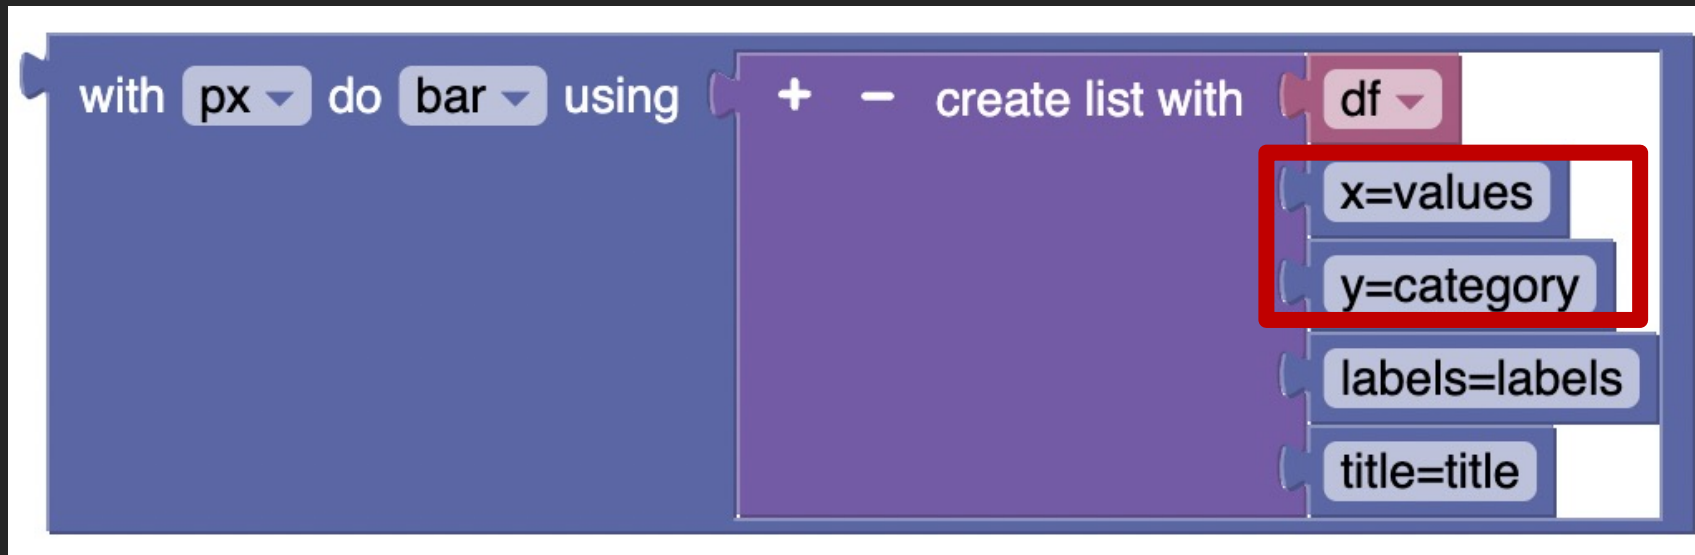 with px do bar using + − create list with df
x=values
y=category
labels=labels
title=title